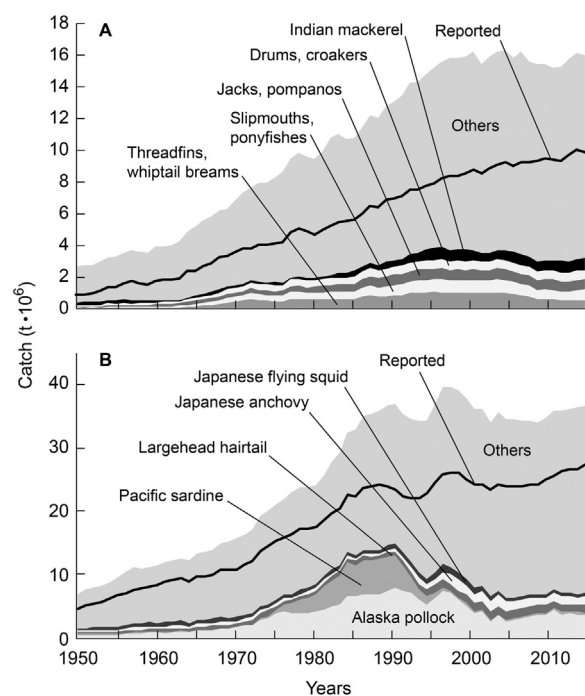 A
Indian mackerel
Reported
Drums, croakers
Jacks, pompanos
Slipmouths,
ponyfishes
Threadfins,
whiptail breams
Others
18
16
14
12
10
8
6
4
2
0
Catch (t • 10⁶)
B
Japanese flying squid
Reported
Japanese anchovy
Largehead hairtail
Pacific sardine
Others
Alaska pollock
40
30
20
10
0
1950 1960 1970 1980 1990 2000 2010
Years